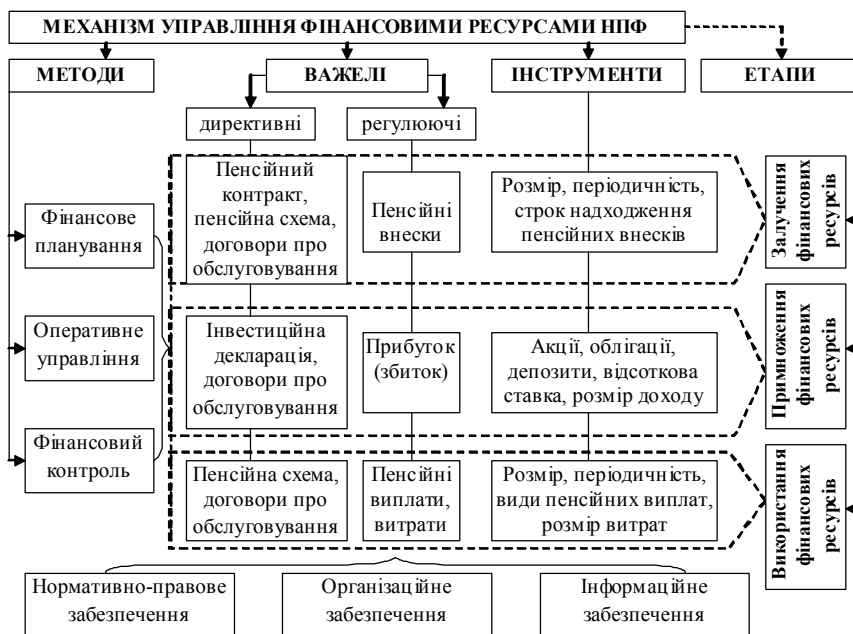 МЕХАНІЗМ УПРАВЛІННЯ ФІНАНСОВИМИ РЕСУРСАМИ НПФ
МЕТОДИ
ВАЖЕЛІ
ІНСТРУМЕНТИ
ЕТАПИ
директивні
регулюючі
Фінансове
планування
Оперативне
управління
Фінансовий
контроль
Пенсійний
контракт,
пенсійна схема,
договори про
обслуговування
Пенсійні
внески
Розмір, періодичність,
строк надходження
пенсійних внесків
Залучення
фінансових
ресурсів
Інвестиційна
декларація,
договори про
обслуговування
Прибуток
(збиток)
Акції, облігації,
депозити, відсоткова
ставка, розмір доходу
Примноження
фінансових
ресурсів
Пенсійна схема,
договори про
обслуговування
Пенсійні
виплати,
витрати
Розмір, періодичність,
види пенсійних виплат,
розмір витрат
Використання
фінансових
ресурсів
Нормативно-правове
забезпечення
Організаційне
забезпечення
Інформаційне
забезпечення